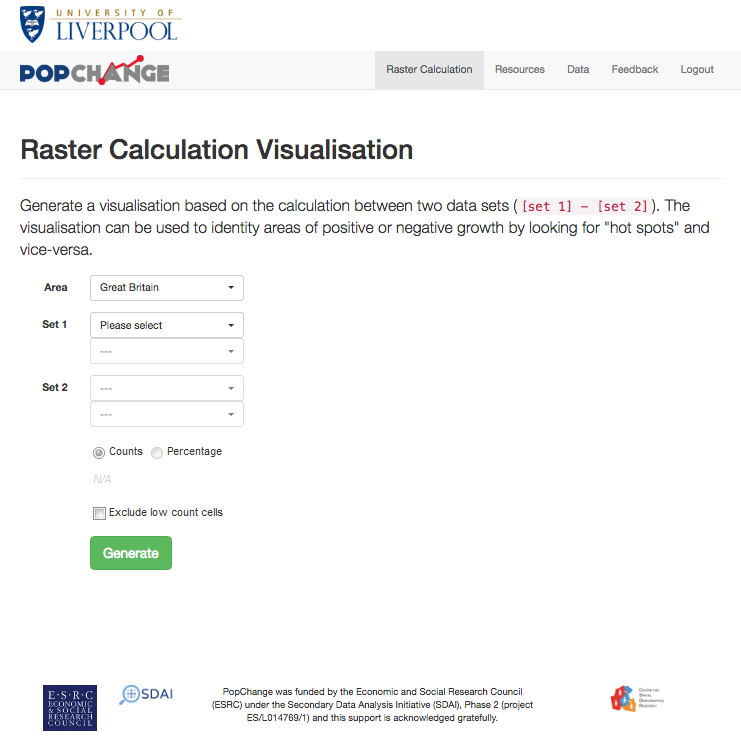 UNIVERSITY OF
LIVERPOOL
POPCHANGE
Raster Calculation Resources Data Feedback Logout
Raster Calculation Visualisation
Generate a visualisation based on the calculation between two data sets ( [set 1] - [set 2] ). The
visualisation can be used to identity areas of positive or negative growth by looking for "hot spots" and
vice-versa.
Area Great Britain
Set 1 Please select
---
Set 2 ---
---
Counts Percentage
N/A
Exclude low count cells
Generate
E·S·R·C
ECONOMIC
& SOCIAL
RESEARCH
COUNCIL
SDAI
PopChange was funded by the Economic and Social Research Council
(ESRC) under the Secondary Data Analysis Initiative (SDAI), Phase 2 (project
ES/L014769/1) and this support is acknowledged gratefully.
Centre for
Spatial
Demographics
Research